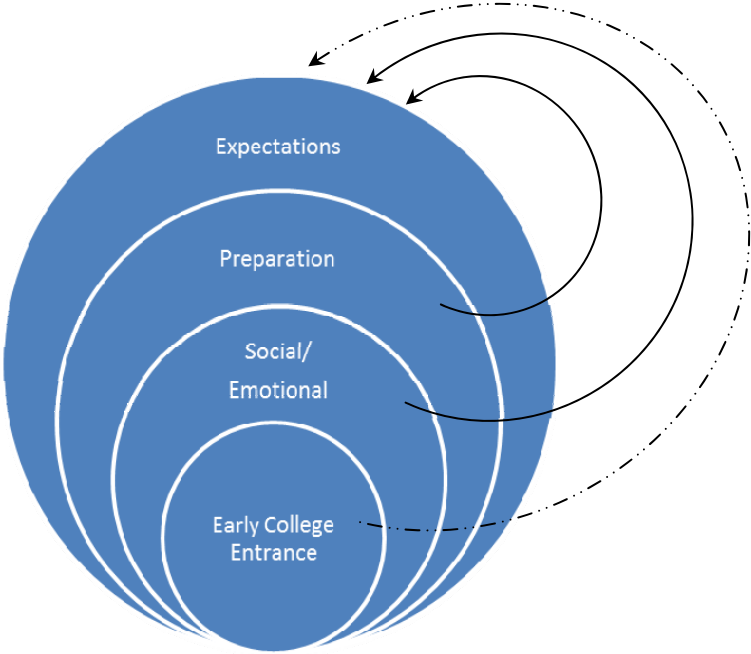 Expectations
Preparation
Social/
Emotional
Early College
Entrance